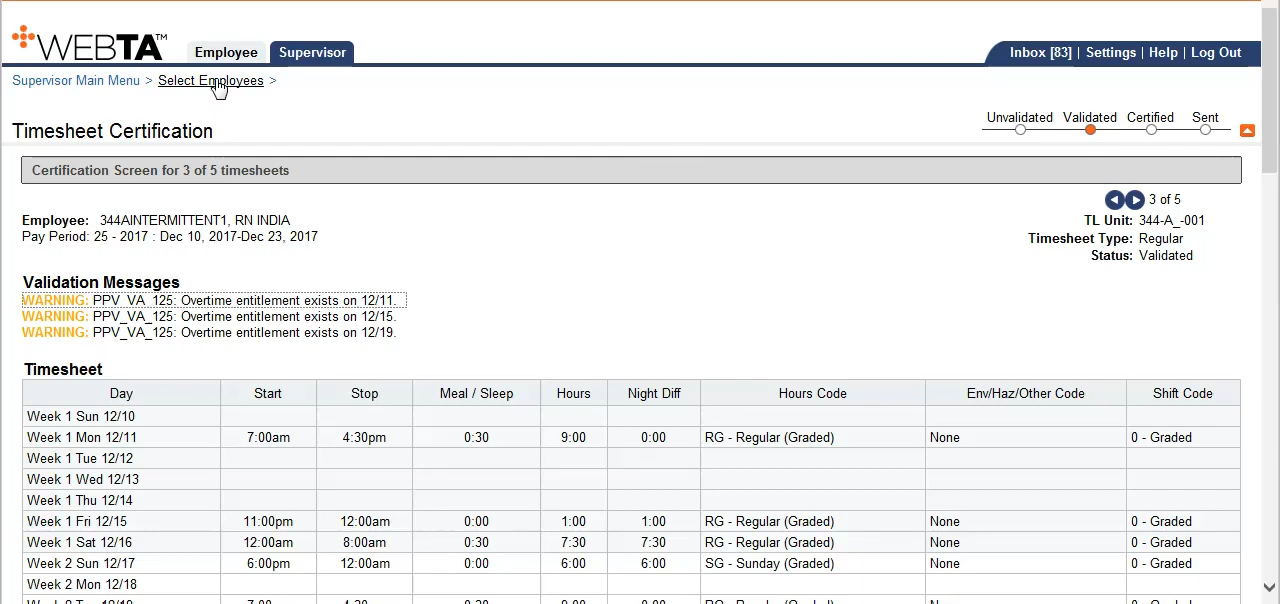 WEBTA™
Employee
Supervisor
Inbox [83] | Settings | Help | Log Out
Supervisor Main Menu > Select Employees >
Timesheet Certification
Unvalidated Validated Certified Sent
Certification Screen for 3 of 5 timesheets
3 of 5
Employee: 344AINTERMITTENT1, RN INDIA
TL Unit: 344-A_-001
Pay Period: 25 - 2017 : Dec 10, 2017-Dec 23, 2017
Timesheet Type: Regular
Status: Validated
Validation Messages
WARNING: PPV_VA_125: Overtime entitlement exists on 12/11.
WARNING: PPV_VA_125: Overtime entitlement exists on 12/15.
WARNING: PPV_VA_125: Overtime entitlement exists on 12/19.
Timesheet
Day Start Stop Meal / Sleep Hours Night Diff Hours Code Env/Haz/Other Code Shift Code
Week 1 Sun 12/10
Week 1 Mon 12/11 7:00am 4:30pm 0:30 9:00 0:00 RG - Regular (Graded) None 0 - Graded
Week 1 Tue 12/12
Week 1 Wed 12/13
Week 1 Thu 12/14
Week 1 Fri 12/15 11:00pm 12:00am 0:00 1:00 1:00 RG - Regular (Graded) None 0 - Graded
Week 1 Sat 12/16 12:00am 8:00am 0:30 7:30 7:30 RG - Regular (Graded) None 0 - Graded
Week 2 Sun 12/17 6:00pm 12:00am 0:00 6:00 6:00 SG - Sunday (Graded) None 0 - Graded
Week 2 Mon 12/18